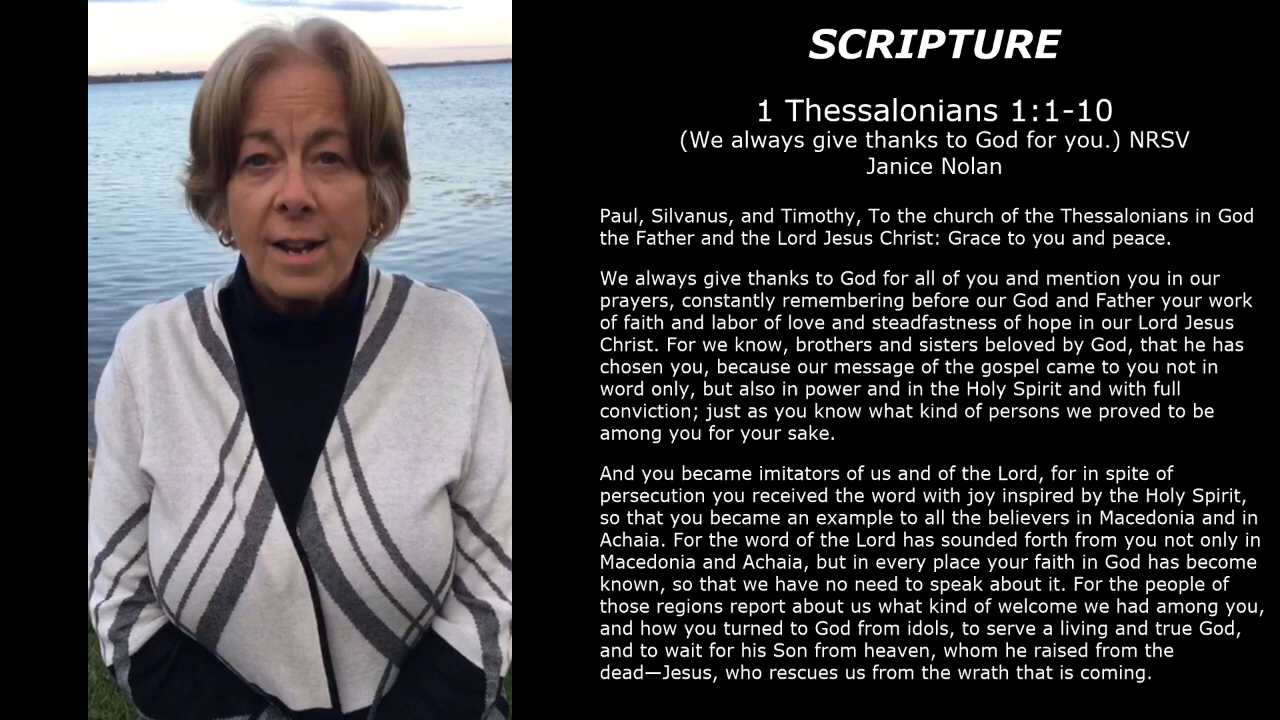 SCRIPTURE
1 Thessalonians 1:1-10
(We always give thanks to God for you.) NRSV
Janice Nolan
Paul, Silvanus, and Timothy, To the church of the Thessalonians in God
the Father and the Lord Jesus Christ: Grace to you and peace.
We always give thanks to God for all of you and mention you in our
prayers, constantly remembering before our God and Father your work
of faith and labor of love and steadfastness of hope in our Lord Jesus
Christ. For we know, brothers and sisters beloved by God, that he has
chosen you, because our message of the gospel came to you not in
word only, but also in power and in the Holy Spirit and with full
conviction; just as you know what kind of persons we proved to be
among you for your sake.
And you became imitators of us and of the Lord, for in spite of
persecution you received the word with joy inspired by the Holy Spirit,
so that you became an example to all the believers in Macedonia and in
Achaia. For the word of the Lord has sounded forth from you not only in
Macedonia and Achaia, but in every place your faith in God has become
known, so that we have no need to speak about it. For the people of
those regions report about us what kind of welcome we had among you,
and how you turned to God from idols, to serve a living and true God,
and to wait for his Son from heaven, whom he raised from the
dead—Jesus, who rescues us from the wrath that is coming.